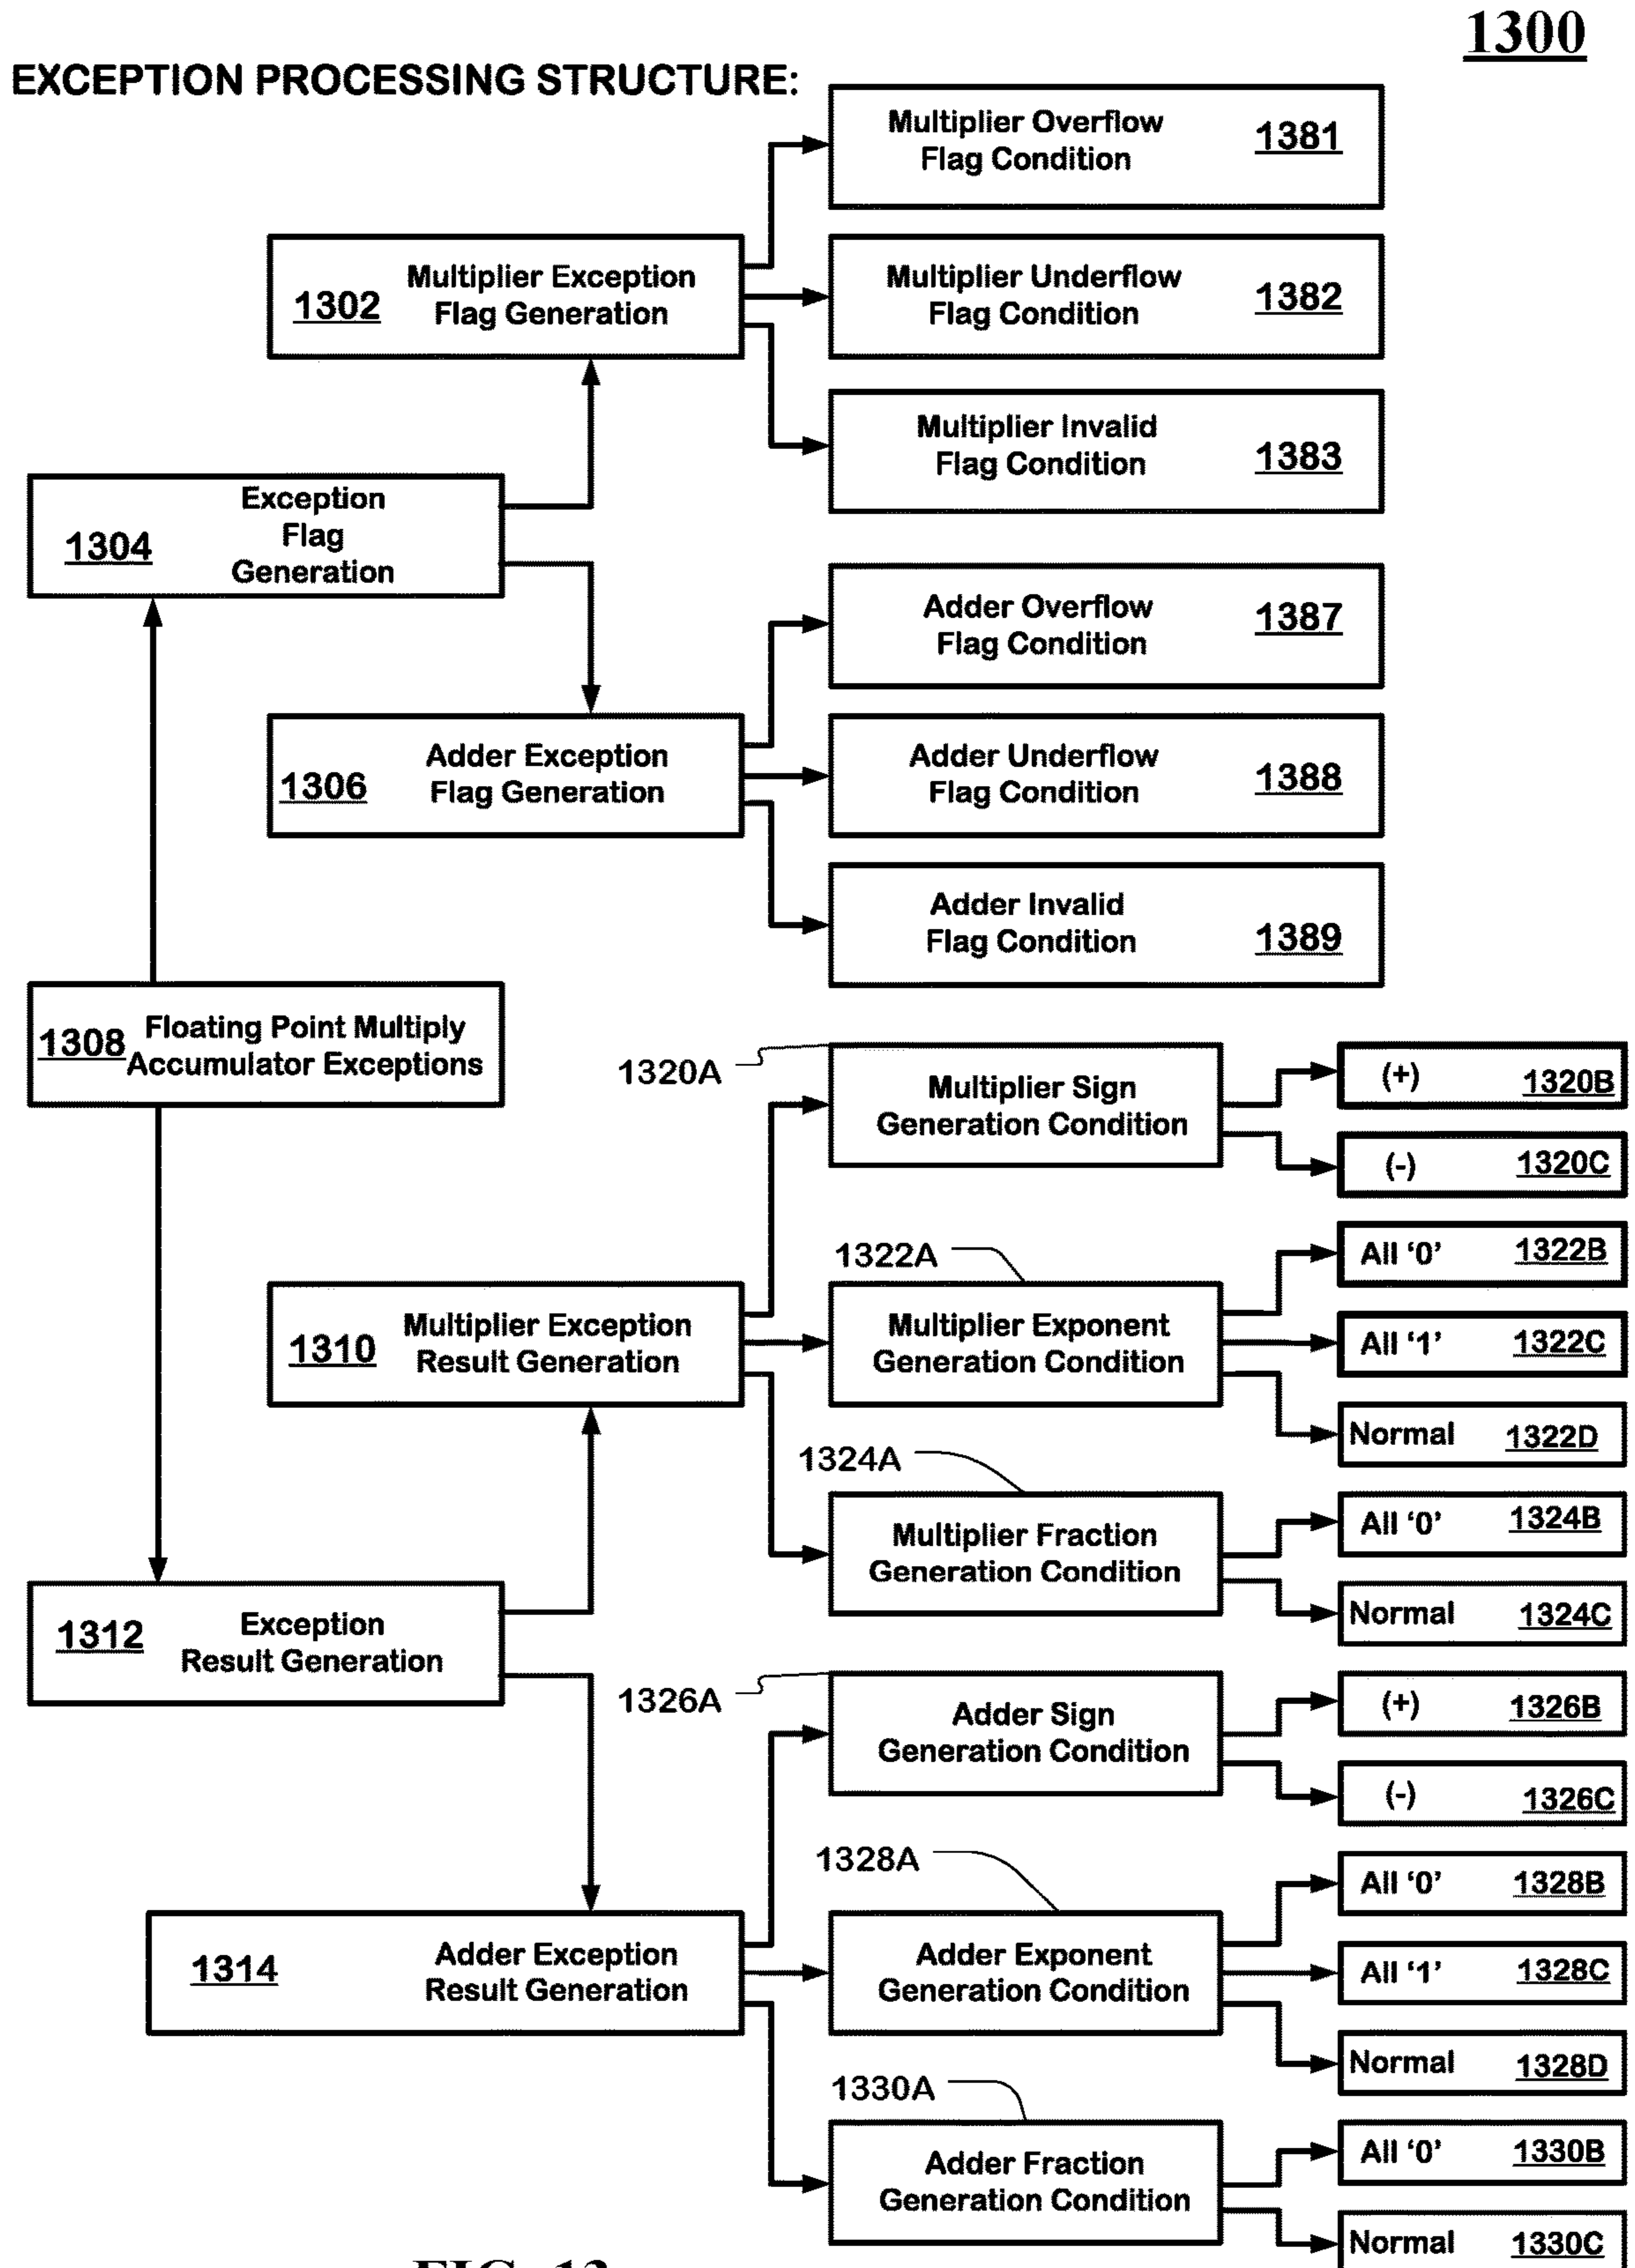 1300
EXCEPTION PROCESSING STRUCTURE:
Multiplier Overflow
Flag Condition
1381
Multiplier Exception
Flag Generation
1302
Multiplier Underflow
Flag Condition
1382
Multiplier Invalid
Flag Condition
1383
Exception
Flag
Generation
1304
Adder Overflow
Flag Condition
1387
Adder Exception
Flag Generation
1306
Adder Underflow
Flag Condition
1388
Adder Invalid
Flag Condition
1389
1308
Floating Point Multiply
Accumulator Exceptions
1320A
Multiplier Sign
Generation Condition
(+) 1320B
(-) 1320C
1322A
1310
Multiplier Exception
Result Generation
Multiplier Exponent
Generation Condition
All ‘0’ 1322B
All ‘1’ 1322C
Normal 1322D
1324A
Multiplier Fraction
Generation Condition
All ‘0’ 1324B
Normal 1324C
1312
Exception
Result Generation
1326A
Adder Sign
Generation Condition
(+) 1326B
(-) 1326C
1328A
1314
Adder Exception
Result Generation
Adder Exponent
Generation Condition
All ‘0’ 1328B
All ‘1’ 1328C
Normal 1328D
1330A
Adder Fraction
Generation Condition
All ‘0’ 1330B
Normal 1330C
FIG. 13